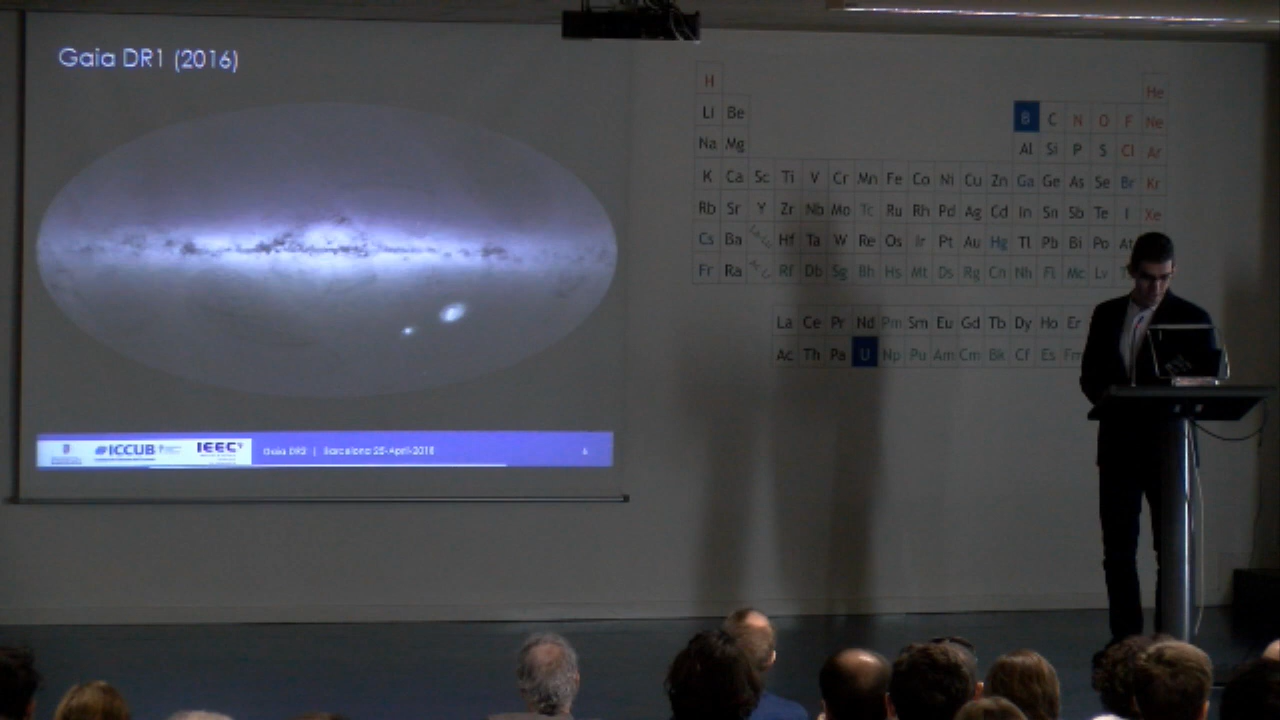 Gaia DR1 (2016)
ICCUB
IEEC
Gaia DR2 | Barcelona 25-April-2018
6
H He
Li Be B C N O F Ne
Na Mg Al Si P S Cl Ar
K Ca Sc Ti V Cr Mn Fe Co Ni Cu Zn Ga Ge As Se Br Kr
Rb Sr Y Zr Nb Mo Tc Ru Rh Pd Ag Cd In Sn Sb Te I Xe
Cs Ba La-Lu Hf Ta W Re Os Ir Pt Au Hg Tl Pb Bi Po At
Fr Ra Rf Db Sg Bh Hs Mt Ds Rg Cn Nh Fl Mc Lv
La Ce Pr Nd Pm Sm Eu Gd Tb Dy Ho Er
Ac Th Pa U Np Pu Am Cm Bk Cf Es Fm